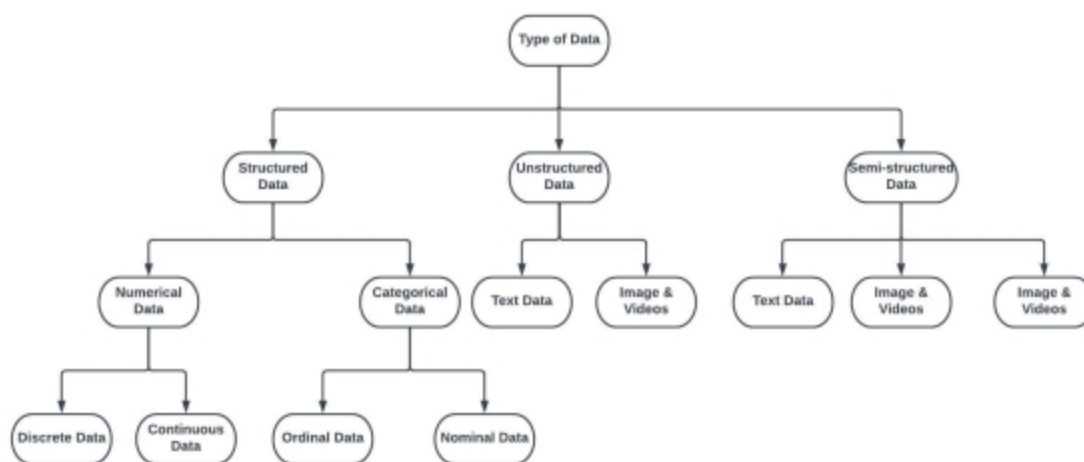 Type of Data
Structured
Data
Unstructured
Data
Semi-structured
Data
Numerical
Data
Categorical
Data
Text Data
Image &
Videos
Text Data
Image &
Videos
Image &
Videos
Discrete Data
Continuous
Data
Ordinal Data
Nominal Data